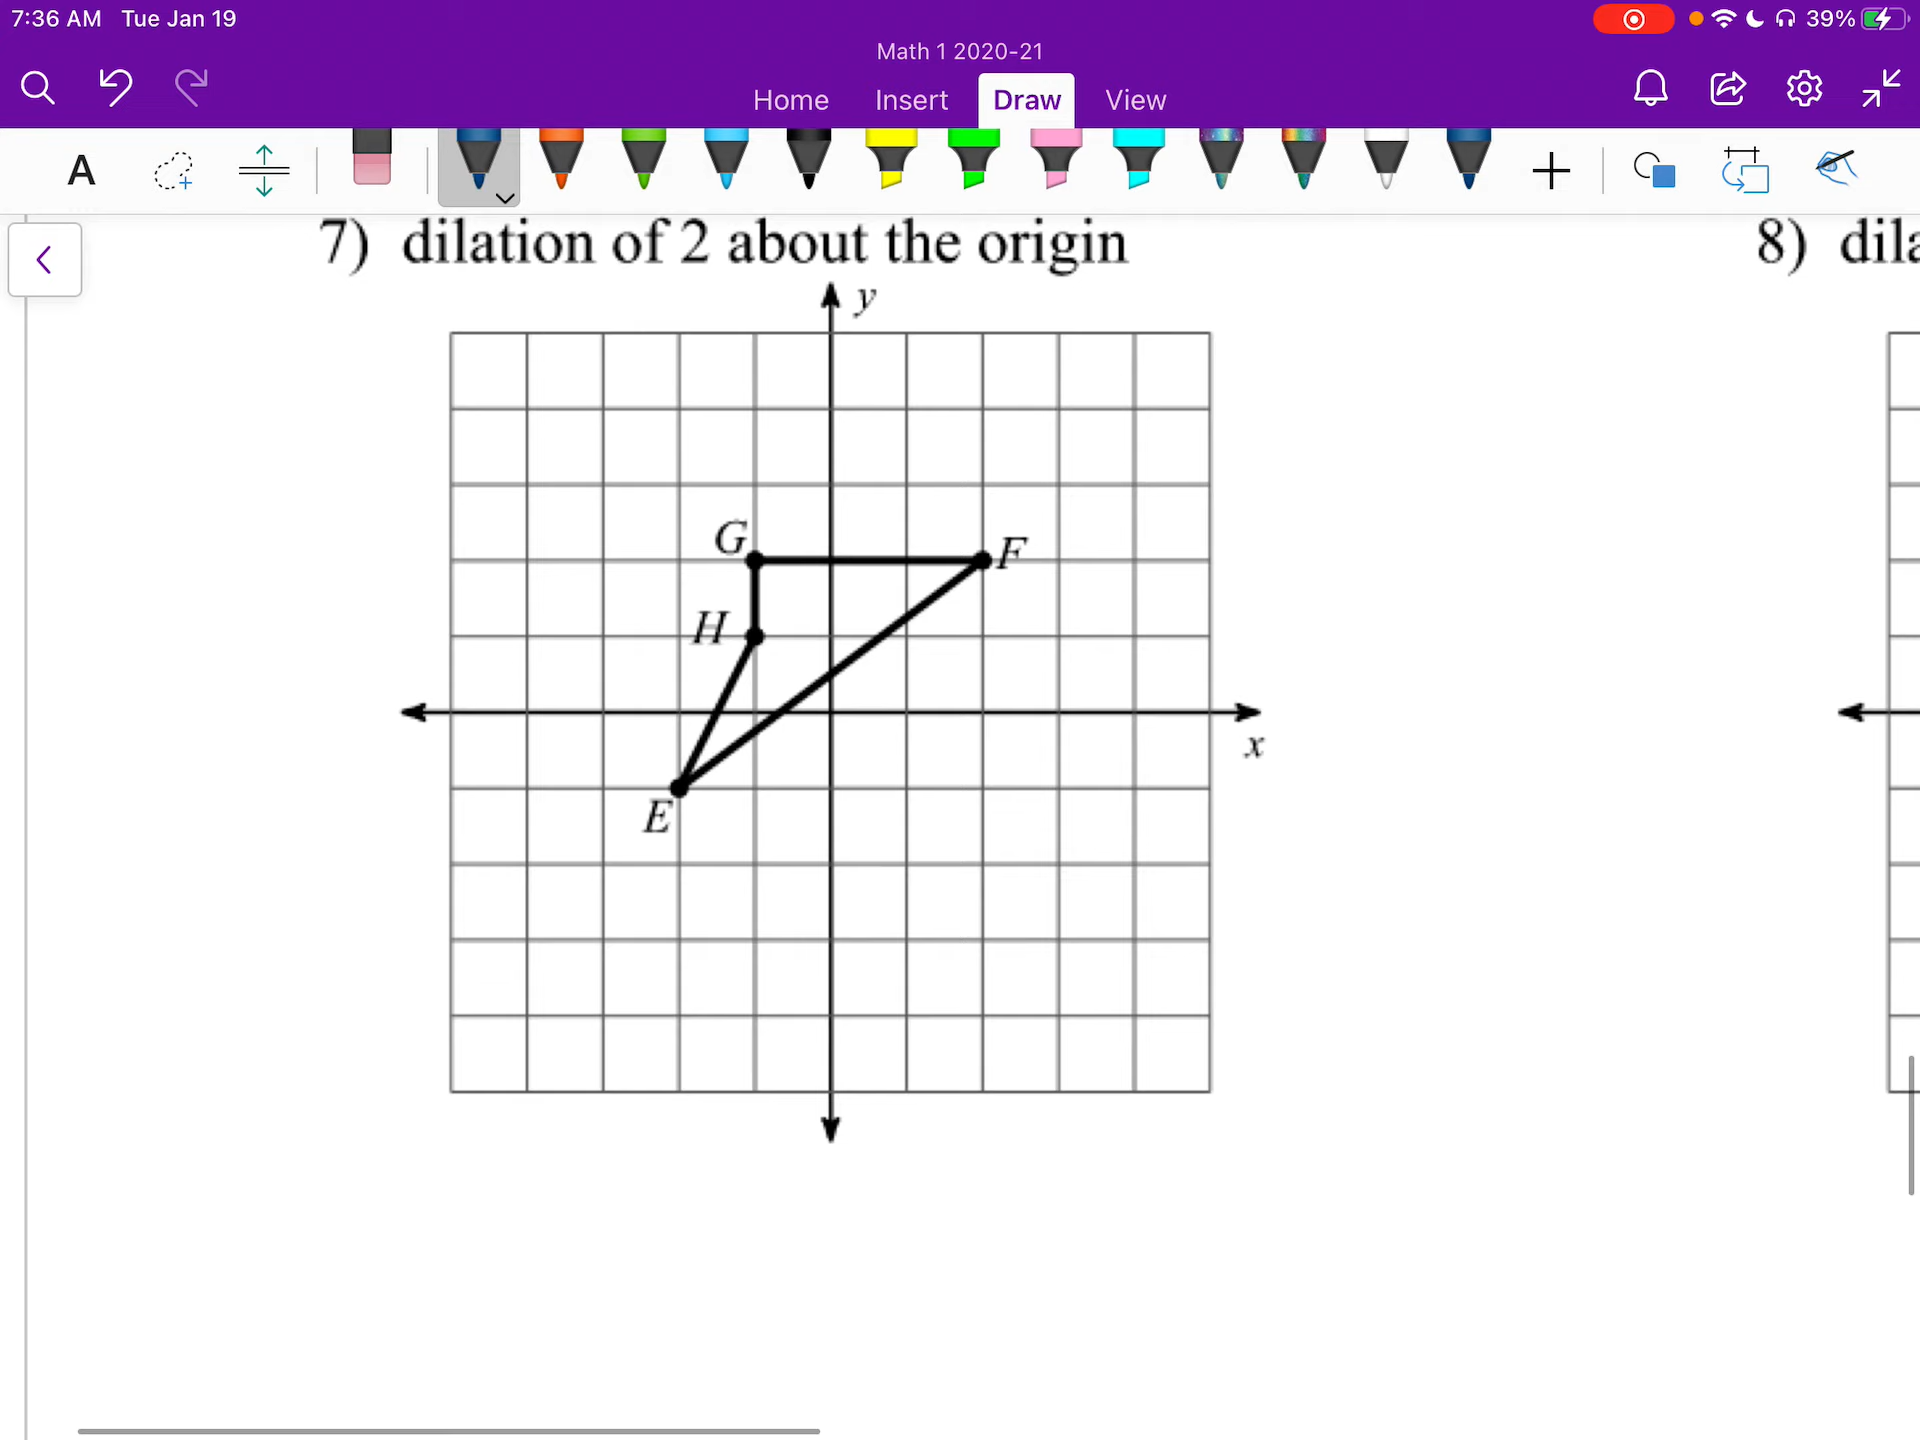 7:36 AM Tue Jan 19
39%
Math 1 2020-21
Home Insert Draw View
A
7) dilation of 2 about the origin
8) dila
y
G
F
H
x
E